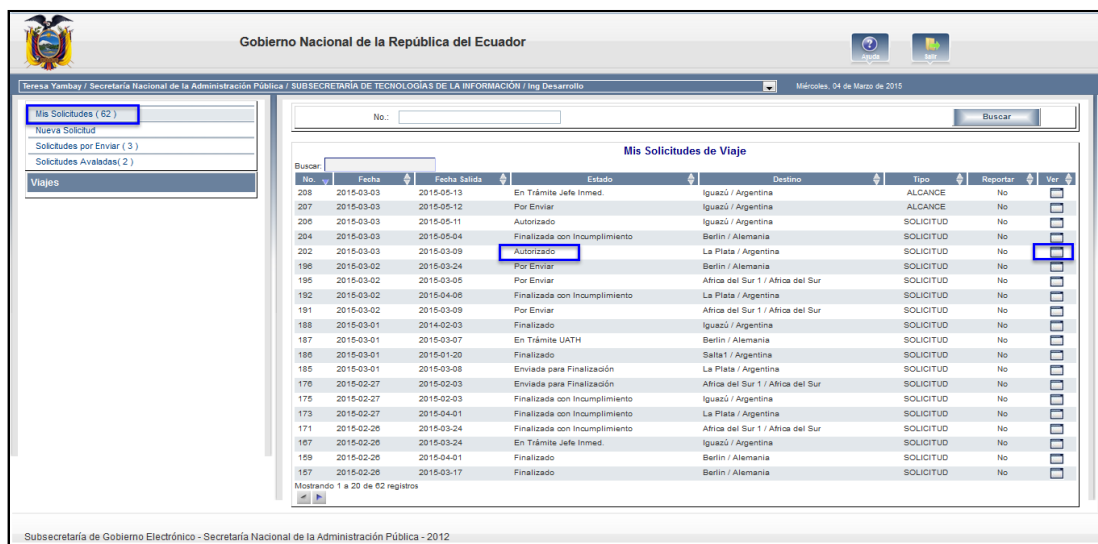 Gobierno Nacional de la República del Ecuador
Ayuda
Salir
Teresa Yambay / Secretaría Nacional de la Administración Pública / SUBSECRETARÍA DE TECNOLOGÍAS DE LA INFORMACIÓN / Ing Desarrollo
Miércoles, 04 de Marzo de 2015
Mis Solicitudes ( 62 )
Nueva Solicitud
Solicitudes por Enviar ( 3 )
Solicitudes Avaladas( 2 )
Viajes
No.:
Buscar
Mis Solicitudes de Viaje
Buscar:
No. Fecha Fecha Salida Estado Destino Tipo Reportar Ver
208 2015-03-03 2015-05-13 En Trámite Jefe Inmed. Iguazú / Argentina ALCANCE No
207 2015-03-03 2015-05-12 Por Enviar Iguazú / Argentina ALCANCE No
206 2015-03-03 2015-05-11 Autorizado Iguazú / Argentina SOLICITUD No
204 2015-03-03 2015-05-04 Finalizada con Incumplimiento Berlin / Alemania SOLICITUD No
202 2015-03-03 2015-03-09 Autorizado La Plata / Argentina SOLICITUD No
196 2015-03-02 2015-03-24 Por Enviar Berlin / Alemania SOLICITUD No
195 2015-03-02 2015-03-05 Por Enviar Africa del Sur 1 / Africa del Sur SOLICITUD No
192 2015-03-02 2015-04-06 Finalizada con Incumplimiento La Plata / Argentina SOLICITUD No
191 2015-03-02 2015-03-09 Por Enviar Africa del Sur 1 / Africa del Sur SOLICITUD No
188 2015-03-01 2014-02-03 Finalizado Iguazú / Argentina SOLICITUD No
187 2015-03-01 2015-03-07 En Trámite UATH Berlin / Alemania SOLICITUD No
186 2015-03-01 2015-01-20 Finalizado Salta1 / Argentina SOLICITUD No
185 2015-03-01 2015-03-08 Enviada para Finalización La Plata / Argentina SOLICITUD No
176 2015-02-27 2015-02-03 Enviada para Finalización Africa del Sur 1 / Africa del Sur SOLICITUD No
175 2015-02-27 2015-02-03 Finalizada con Incumplimiento Iguazú / Argentina SOLICITUD No
173 2015-02-27 2015-04-01 Finalizada con Incumplimiento La Plata / Argentina SOLICITUD No
171 2015-02-26 2015-03-24 Finalizada con Incumplimiento Africa del Sur 1 / Africa del Sur SOLICITUD No
167 2015-02-26 2015-03-24 En Trámite Jefe Inmed. Iguazú / Argentina SOLICITUD No
159 2015-02-26 2015-04-01 Finalizado Berlin / Alemania SOLICITUD No
157 2015-02-26 2015-03-17 Finalizado Berlin / Alemania SOLICITUD No
Mostrando 1 a 20 de 62 registros
Subsecretaría de Gobierno Electrónico - Secretaría Nacional de la Administración Pública - 2012